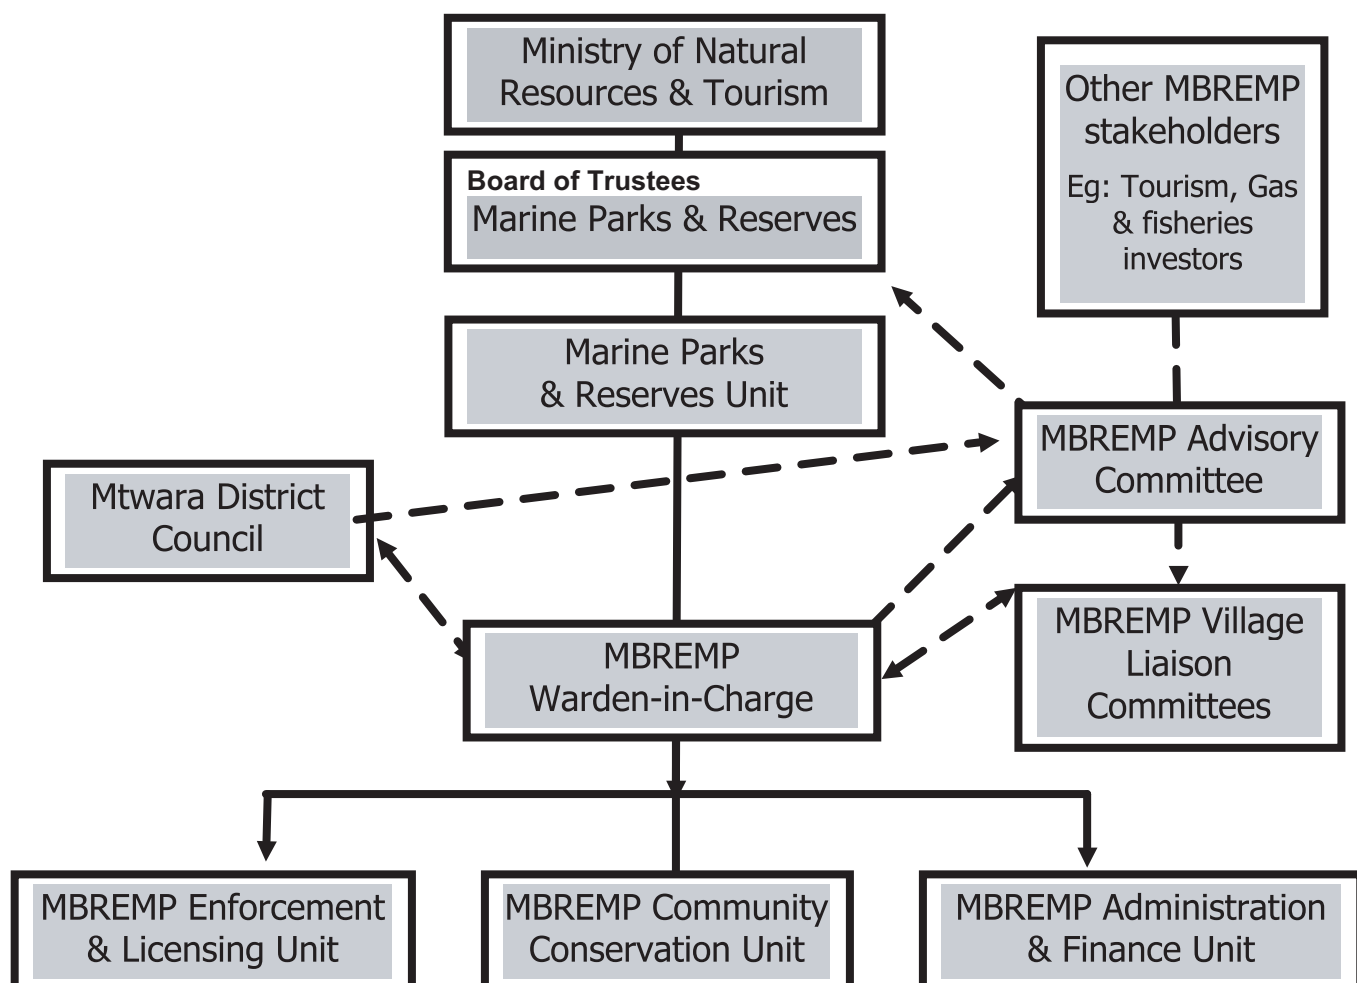 Ministry of Natural
Resources & Tourism
Board of Trustees
Marine Parks & Reserves
Other MBREMP
stakeholders
Eg: Tourism, Gas
& fisheries
investors
Marine Parks
& Reserves Unit
MBREMP Advisory
Committee
Mtwara District
Council
MBREMP Village
Liaison
Committees
MBREMP
Warden-in-Charge
MBREMP Enforcement
& Licensing Unit
MBREMP Community
Conservation Unit
MBREMP Administration
& Finance Unit